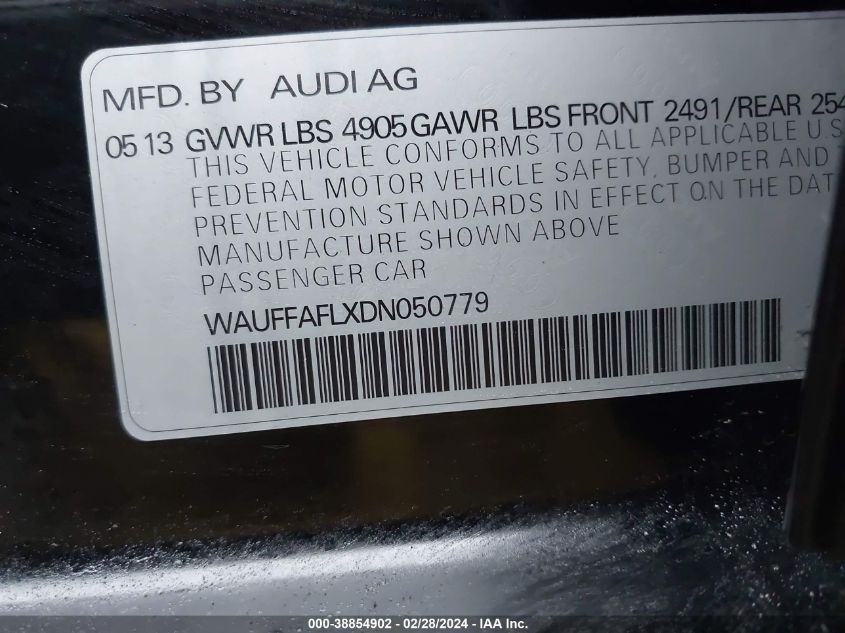 MFD. BY AUDI AG
05 13 GVWR LBS 4905 GAWR LBS FRONT 2491/REAR 254
THIS VEHICLE CONFORMS TO ALL APPLICABLE U.S
FEDERAL MOTOR VEHICLE SAFETY, BUMPER AND
PREVENTION STANDARDS IN EFFECT ON THE DAT
MANUFACTURE SHOWN ABOVE
PASSENGER CAR
WAUFFAFLXDN050779
000-38854902 / 02/28/2024 - IAA Inc.